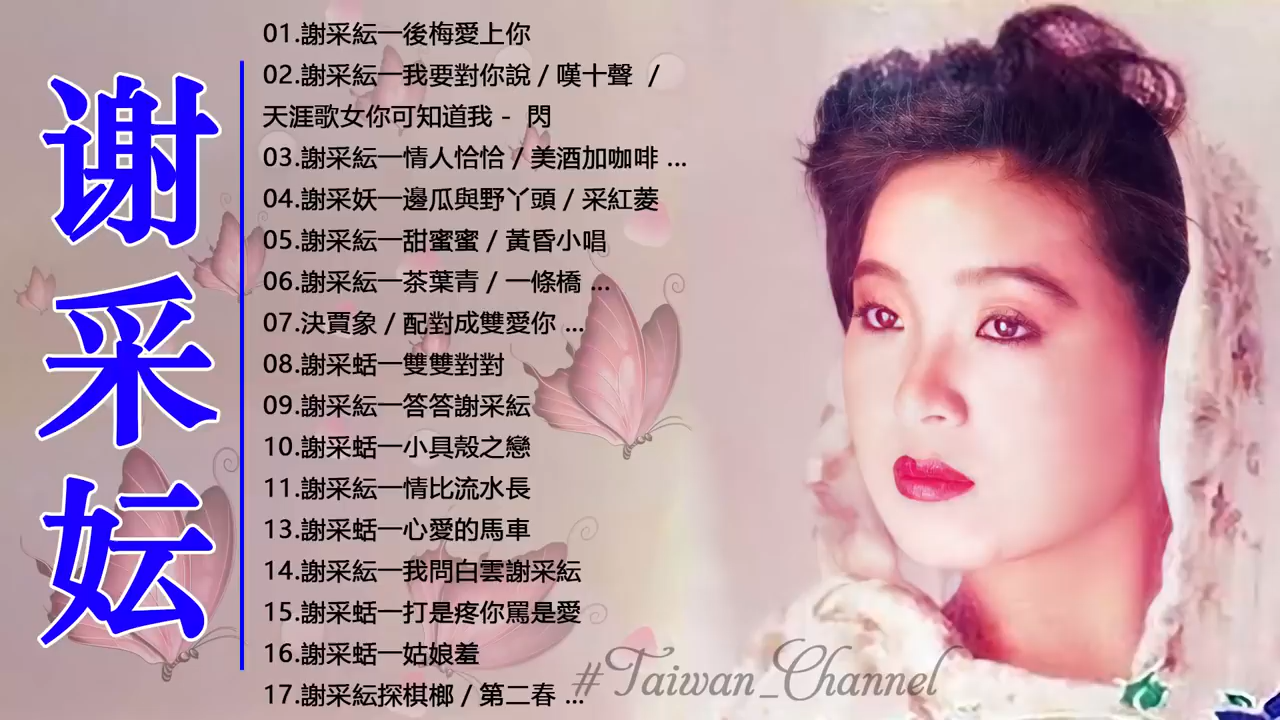 谢采妘
01.謝采紜一後梅愛上你
02.謝采紜一我要對你說 / 嘆十聲 /
天涯歌女你可知道我 - 閃
03.謝采紜一情人恰恰 / 美酒加咖啡 ...
04.謝采妖一邊瓜與野丫頭 / 采紅菱
05.謝采紜一甜蜜蜜 / 黃昏小唱
06.謝采紜一茶葉青 / 一條橋 ...
07.決賈象 / 配對成雙愛你 ...
08.謝采蛞一雙雙對對
09.謝采紜一答答謝采紜
10.謝采蛞一小具殼之戀
11.謝采紜一情比流水長
13.謝采蛞一心愛的馬車
14.謝采紜一我問白雲謝采紜
15.謝采蛞一打是疼你罵是愛
16.謝采蛞一姑娘羞
17.謝采紜探棋榔 / 第二春 ...
#Taiwan_Channel